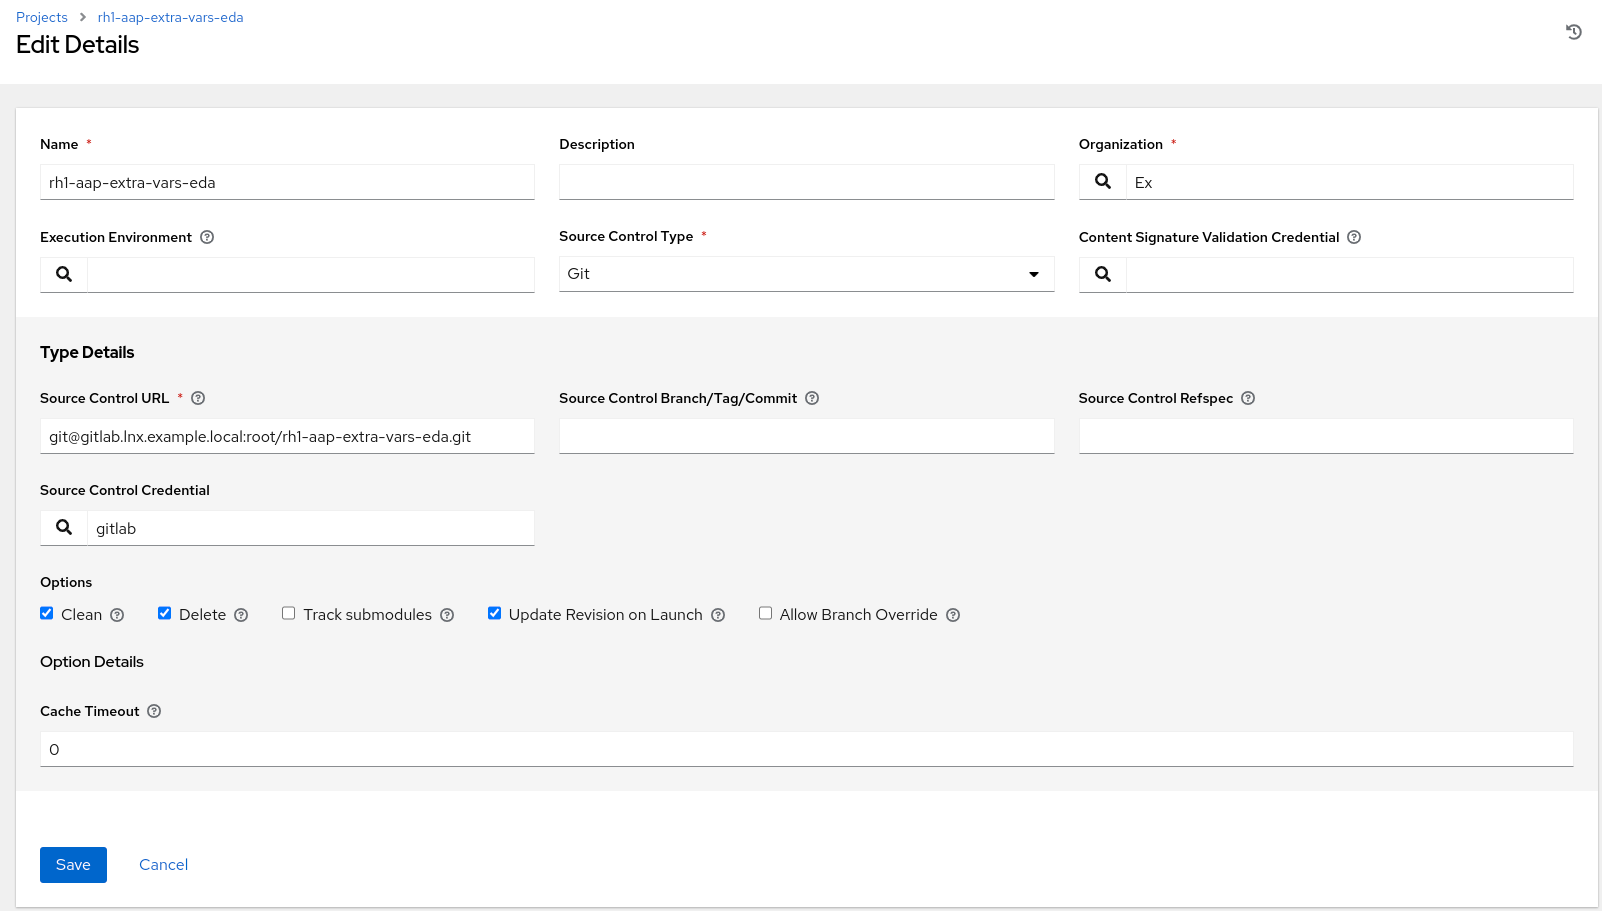 Projects > rh1-aap-extra-vars-eda
Edit Details
Name * Description Organization *
rh1-aap-extra-vars-eda Ex
Execution Environment Source Control Type * Content Signature Validation Credential
Git
Type Details
Source Control URL * Source Control Branch/Tag/Commit Source Control Refspec
git@gitlab.lnx.example.local:root/rh1-aap-extra-vars-eda.git
Source Control Credential
gitlab
Options
Clean Delete Track submodules Update Revision on Launch Allow Branch Override
Option Details
Cache Timeout
0
Save Cancel